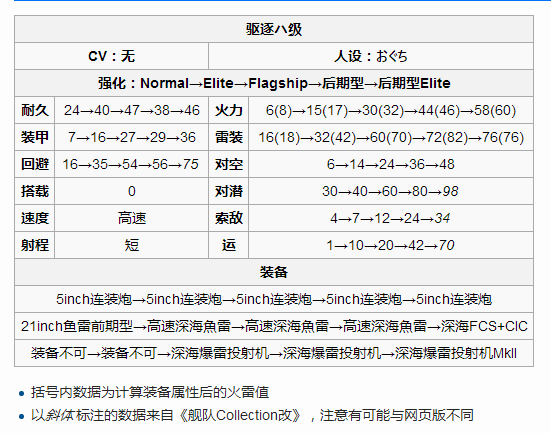 驱逐ハ级
CV：无 人设：おぐち
强化：Normal→Elite→Flagship→后期型→后期型Elite
耐久 24→40→47→38→46 火力 6(8)→15(17)→30(32)→44(46)→58(60)
装甲 7→16→27→29→36 雷装 16(18)→32(42)→60(70)→72(82)→76(76)
回避 16→35→54→56→75 对空 6→14→24→36→48
搭载 0 对潜 30→40→60→80→98
速度 高速 索敌 4→7→12→24→34
射程 短 运 1→10→20→42→70
装备
5inch连装炮→5inch连装炮→5inch连装炮→5inch连装炮→5inch连装炮
21inch鱼雷前期型→高速深海魚雷→高速深海魚雷→高速深海魚雷→深海FCS+CIC
装备不可→装备不可→深海爆雷投射机→深海爆雷投射机→深海爆雷投射机MkII
括号内数据为计算装备属性后的火雷值
以斜体标注的数据来自《舰队Collection改》，注意有可能与网页版不同